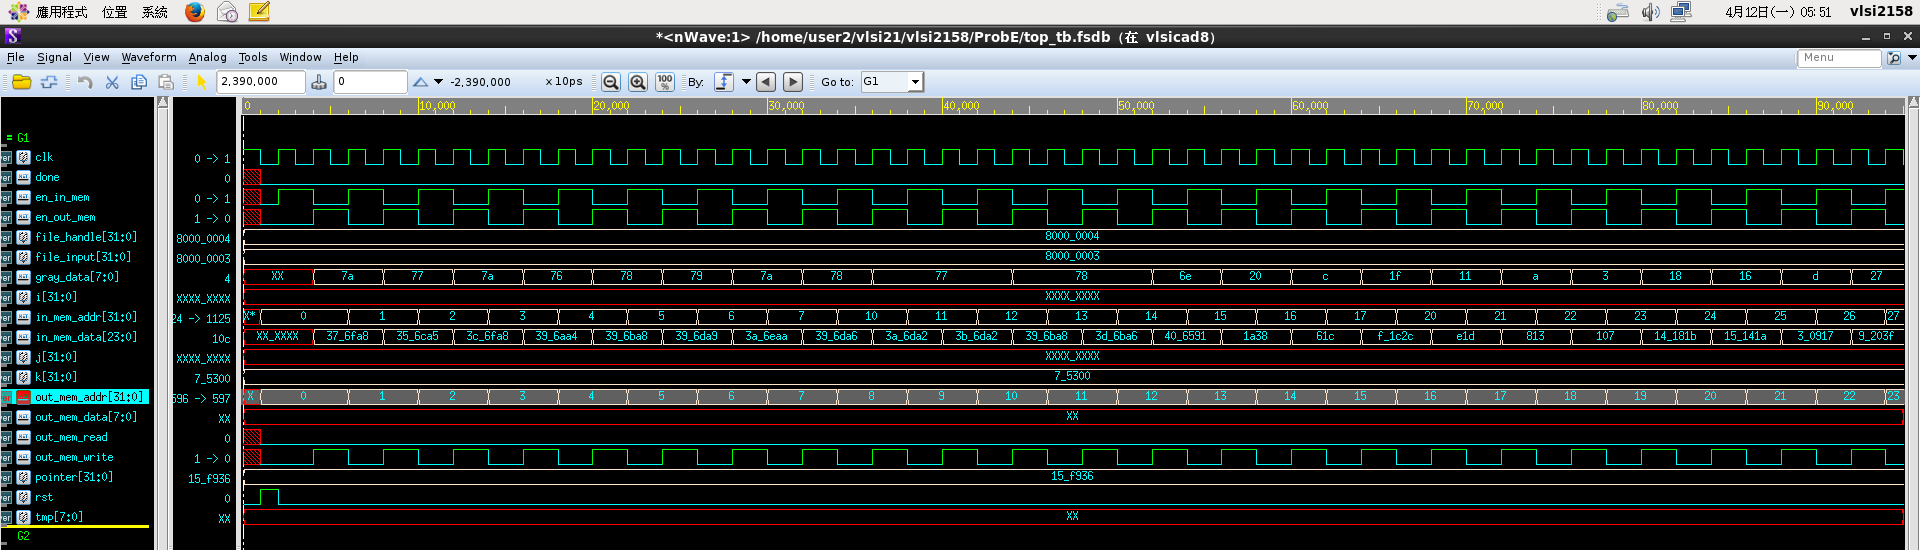 應用程式 位置 系統 4月12日(一) 05:51 vlsi2158
*<nWave:1> /home/user2/vlsi21/vlsi2158/ProbE/top_tb.fsdb (在 vlsicad8)
File Signal View Waveform Analog Tools Window Help Menu
2,390,000 0 -2,390,000 x 10ps 100% By: Go to: G1
0 10,000 20,000 30,000 40,000 50,000 60,000 70,000 80,000 90,000
= G1
clk 0 -> 1
done 0
en_in_mem 0 -> 1
en_out_mem 1 -> 0
file_handle[31:0] 8000_0004 8000_0004
file_input[31:0] 8000_0003 8000_0003
gray_data[7:0] 4 XX 7a 77 7a 76 78 79 7a 78 77 78 6e 20 c 1f 11 a 3 18 16 d 27
i[31:0] XXXX_XXXX XXXX_XXXX
in_mem_addr[31:0] 24 -> 1125 X* 0 1 2 3 4 5 6 7 8 9 10 11 12 13 14 15 16 17 18 19 20 21 22 23 24 25 26 27
in_mem_data[23:0] 10c XX_XXXX 37_6fa8 35_6ca5 3c_6fa8 39_6aa4 39_6ba8 39_6da9 3a_6eaa 39_6da6 3a_6da2 3b_6da2 39_6ba8 3d_6ba6 40_6591 1a38 61c f_1c2c e1d 813 107 14_181b 15_141a 3_0917 9_203f
j[31:0] XXXX_XXXX XXXX_XXXX
k[31:0] 7_5300 7_5300
out_mem_addr[31:0] 596 -> 597 X 0 1 2 3 4 5 6 7 8 9 10 11 12 13 14 15 16 17 18 19 20 21 22 23
out_mem_data[7:0] XX XX
out_mem_read 0
out_mem_write 1 -> 0
pointer[31:0] 15_f936 15_f936
rst 0
tmp[7:0] XX XX
G2